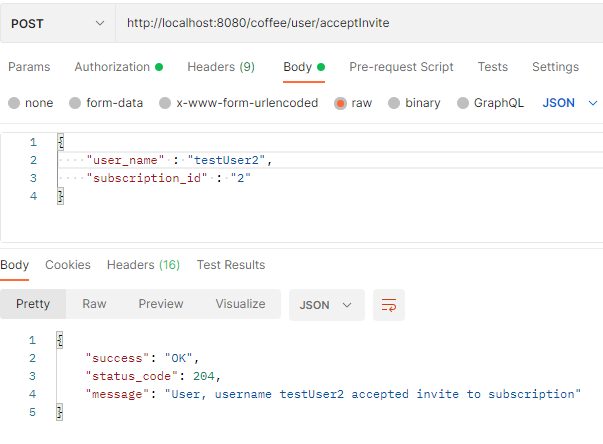 POST http://localhost:8080/coffee/user/acceptInvite
Params Authorization Headers (9) Body Pre-request Script Tests Settings
none form-data x-www-form-urlencoded raw binary GraphQL JSON
1 {
2 "user_name" : "testUser2",
3 "subscription_id" : "2"
4 }
Body Cookies Headers (16) Test Results
Pretty Raw Preview Visualize JSON
1 {
2 "success": "OK",
3 "status_code": 204,
4 "message": "User, username testUser2 accepted invite to subscription"
5 }